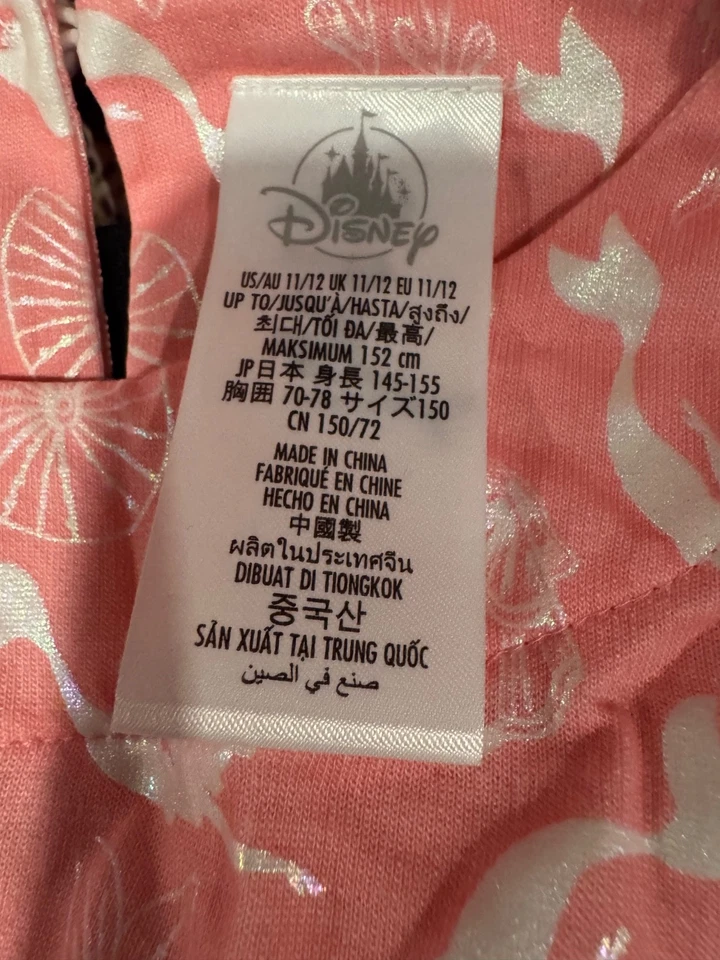 Disney
US/AU 11/12 UK 11/12 EU 11/12
UP TO/JUSQU'À/HASTA/สูงถึง/
최대/TỐI ĐA/最高/
MAKSIMUM 152 cm
JP日本 身長 145-155
胸囲 70-78 サイズ150
CN 150/72
MADE IN CHINA
FABRIQUÉ EN CHINE
HECHO EN CHINA
中國製
ผลิตในประเทศจีน
DIBUAT DI TIONGKOK
중국산
SẢN XUẤT TẠI TRUNG QUỐC
صنع في الصين